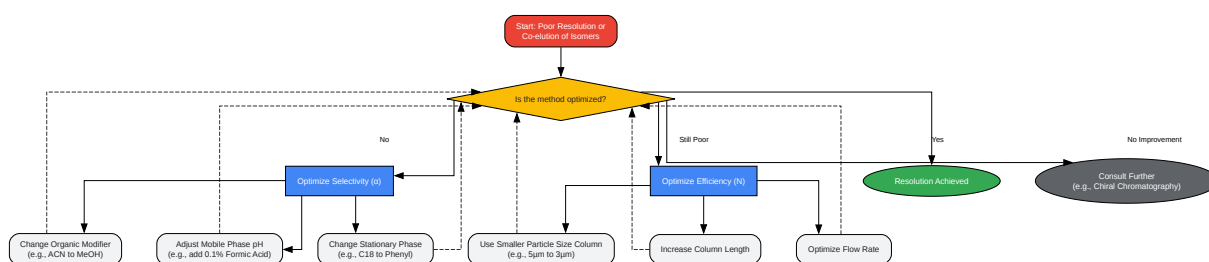 Start: Poor Resolution or
Co-elution of Isomers
Is the method optimized?
No
Still Poor
Yes
No Improvement
Optimize Selectivity (α)
Optimize Efficiency (N)
Resolution Achieved
Consult Further
(e.g., Chiral Chromatography)
Change Organic Modifier
(e.g., ACN to MeOH)
Adjust Mobile Phase pH
(e.g., add 0.1% Formic Acid)
Change Stationary Phase
(e.g., C18 to Phenyl)
Use Smaller Particle Size Column
(e.g., 5μm to 3μm)
Increase Column Length
Optimize Flow Rate